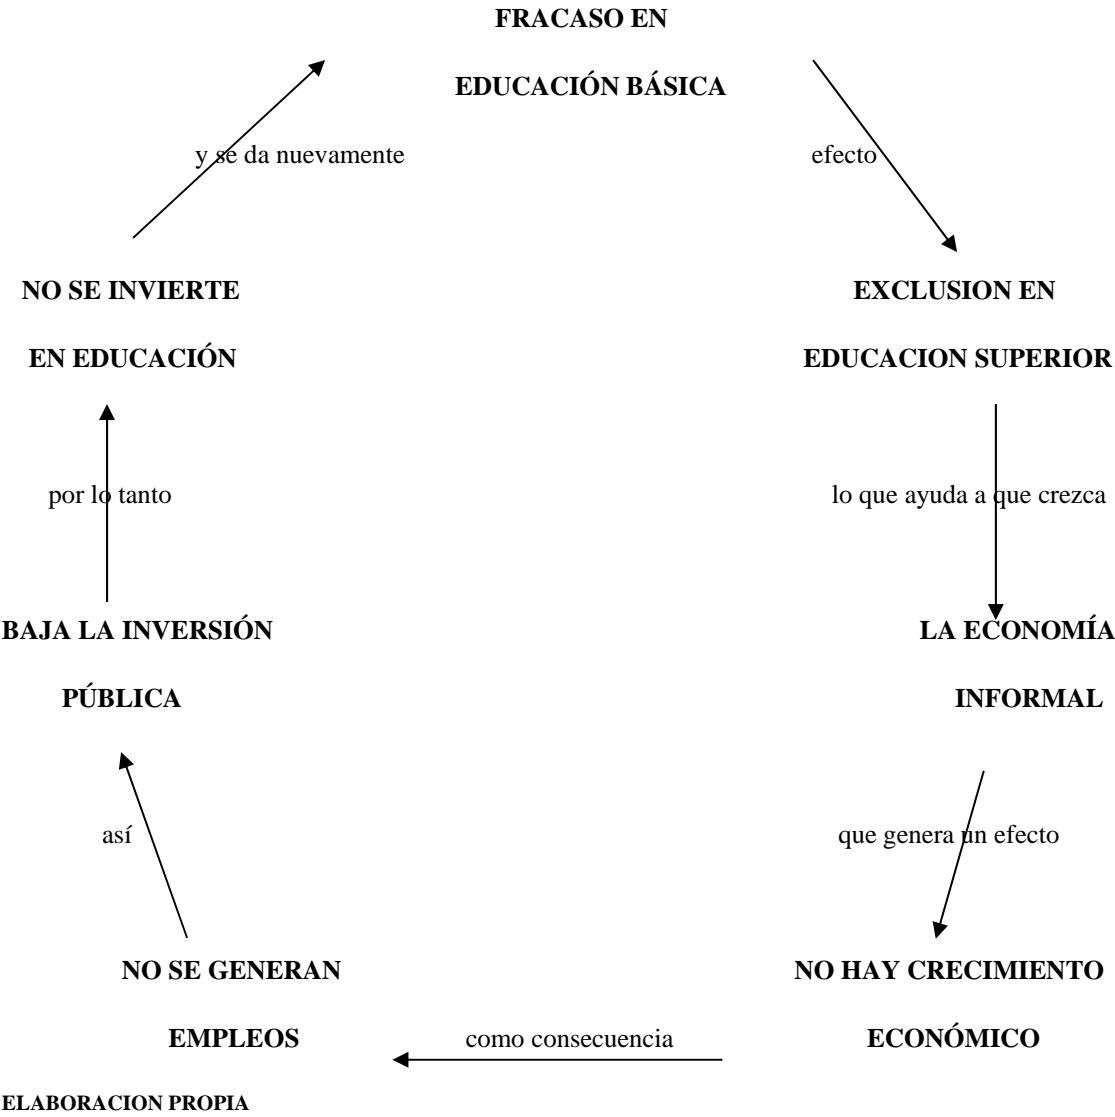 FRACASO EN
EDUCACIÓN BÁSICA
y se da nuevamente
efecto
NO SE INVIERTE
EXCLUSION EN
EN EDUCACIÓN
EDUCACION SUPERIOR
por lo tanto
lo que ayuda a que crezca
BAJA LA INVERSIÓN
LA ECONOMÍA
PÚBLICA
INFORMAL
así
que genera un efecto
NO SE GENERAN
NO HAY CRECIMIENTO
EMPLEOS
como consecuencia
ECONÓMICO
ELABORACION PROPIA